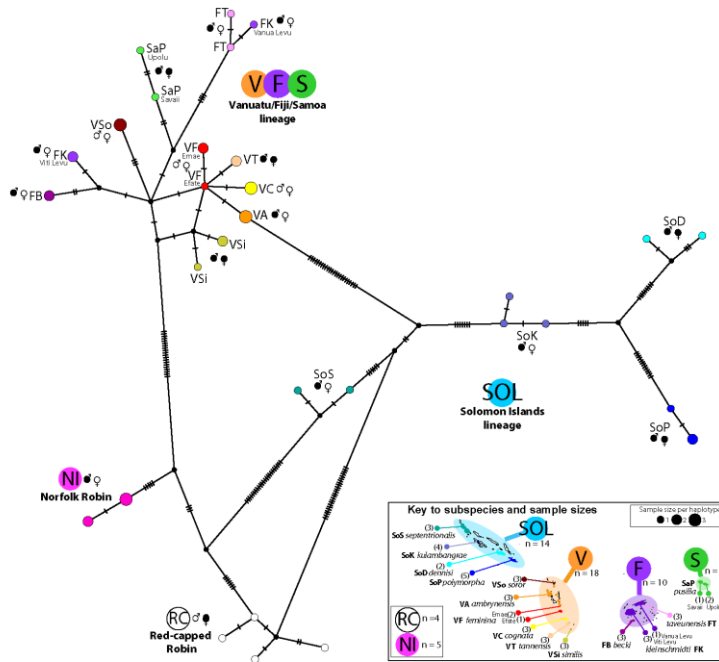 FT ♂♀
FK ♂♀
Vanua Levu
FT
SaP
Upolu
♂♀
SaP
Savaii
V F S
Vanuatu/Fiji/Samoa
lineage
VSo
♂♀
♂♀ FK
Viti Levu
♂♀ FB
♂♀ VF
Emae
VF
Efate
VT ♂♀
VC ♂♀
VA ♂♀
VSi
♂♀
VSi
SoD
♂♀
SoK
♂♀
SoS
♂♀
SOL
Solomon Islands
lineage
SoP
♂♀
NI ♂♀
Norfolk Robin
RC ♂♀
Red-capped
Robin
Key to subspecies and sample sizes
Sample size per haplotype
1 2 3
SOL
n = 14
(3)
SoS septentrionalis
(4)
SoK kulambangrae
(2)
SoD dennisi
(5)
SoP polymorpha
V
n = 18
(3)
VSo soror
(3)
VA ambrynensis
Emae(2)
VF feminina Efate(1)
(3)
VC cognata
(3)
VT tannensis
(3)
VSi similis
F
n = 10
(3)
taveunensis FT
(3)
FB becki
(1)
Vanua Levu
(3)
Viti Levu
kleinschmidti FK
S
n =
SaP
pusilla
(1) (2)
Savaii Upolu
RC n =4
NI n = 5